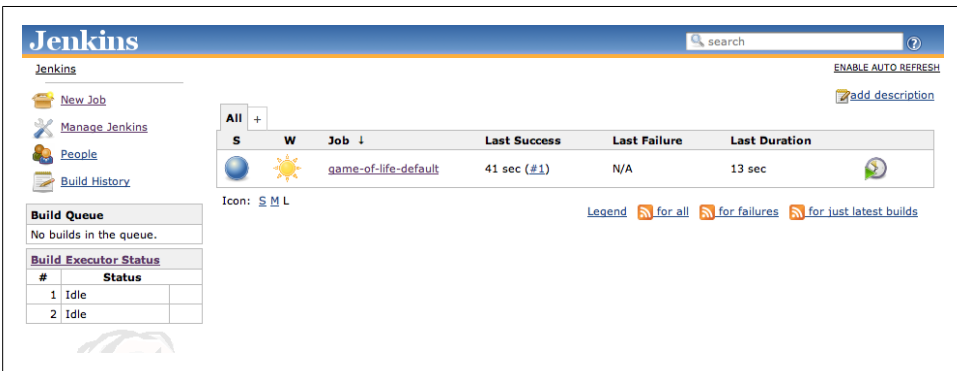 Jenkins
search
?
Jenkins
ENABLE AUTO REFRESH
New Job
add description
Manage Jenkins
People
Build History
All +
S W Job ↓ Last Success Last Failure Last Duration
game-of-life-default 41 sec (#1) N/A 13 sec
Icon: S M L
Legend for all for failures for just latest builds
Build Queue
No builds in the queue.
Build Executor Status
# Status
1 Idle
2 Idle